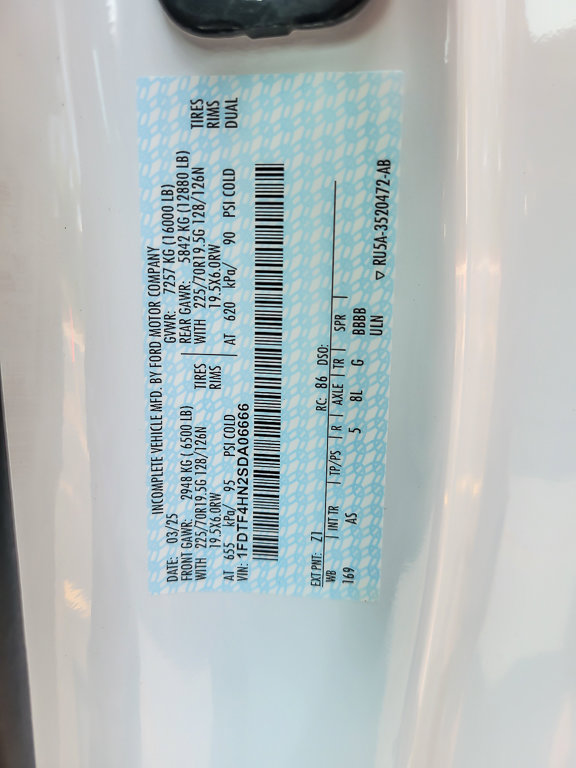 INCOMPLETE VEHICLE MFD. BY FORD MOTOR COMPANY
DATE: 03/25 GVWR: 7257 KG (16000 LB)
FRONT GAWR: 2948 KG ( 6500 LB) REAR GAWR: 5842 KG (12880 LB)
WITH 225/70R19.5G 128/126N TIRES WITH 225/70R19.5G 128/126N TIRES
19.5X6.0RW RIMS 19.5X6.0RW RIMS
AT 655 kPa/ 95 PSI COLD AT 620 kPa/ 90 PSI COLD DUAL
VIN: 1FDTF4HN2SDA06666
EXT PNT: Z1 RC: 86 DSO:
WB INT TR TP/PS R AXLE TR SPR
169 AS 5 8L G BBBB
ULN
▽ RU5A-3520472-AB